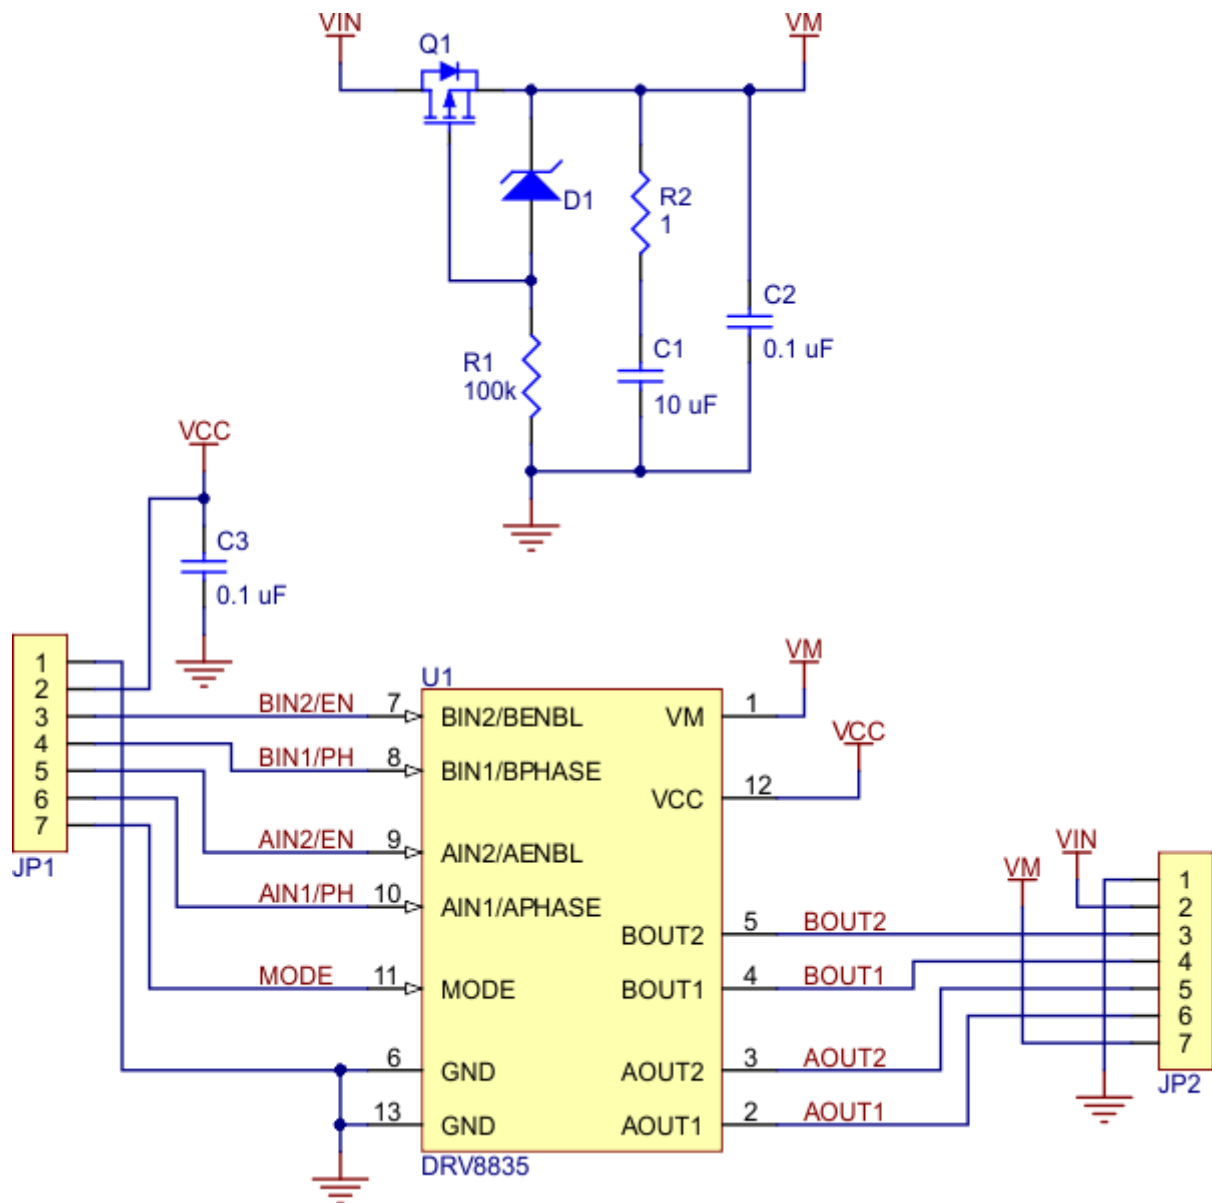 VIN
VM
Q1
D1
R2
1
C2
0.1 uF
C1
10 uF
R1
100k
VCC
C3
0.1 uF
1
2
3
4
5
6
7
JP1
BIN2/EN
BIN1/PH
AIN2/EN
AIN1/PH
MODE
7
8
9
10
11
6
13
U1
BIN2/BENBL
BIN1/BPHASE
AIN2/AENBL
AIN1/APHASE
MODE
GND
GND
VM
VCC
BOUT2
BOUT1
AOUT2
AOUT1
DRV8835
1
12
5
4
3
2
VM
VCC
BOUT2
BOUT1
AOUT2
AOUT1
VM
VIN
1
2
3
4
5
6
7
JP2